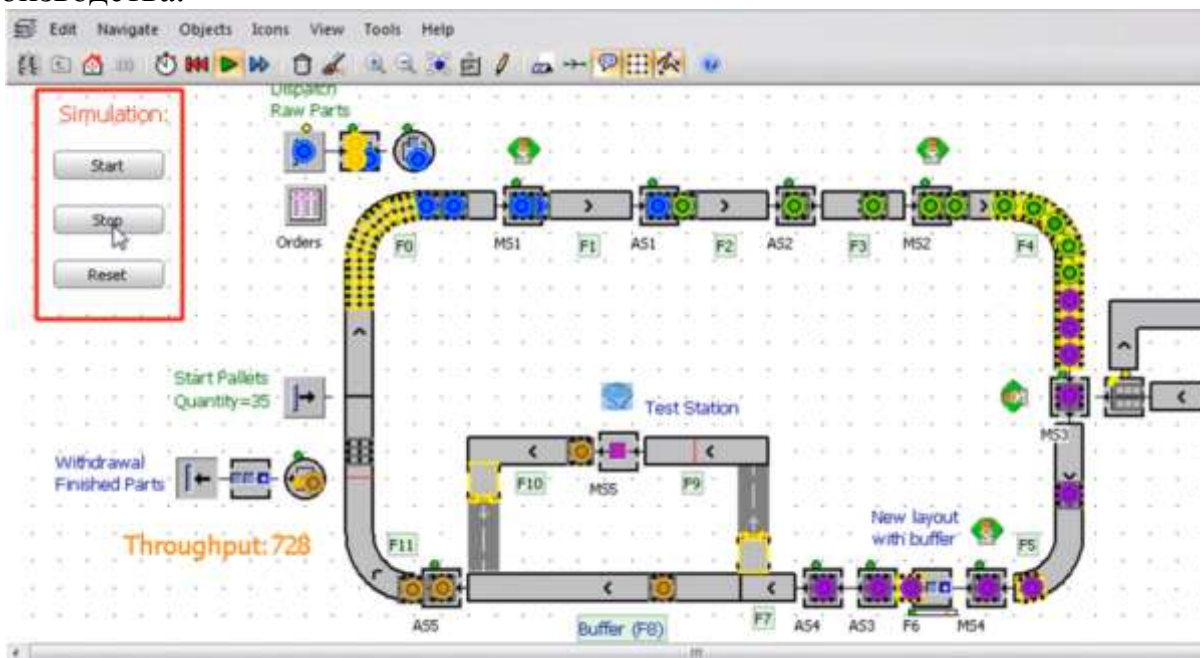 Edit Navigate Objects Icons View Tools Help
Simulation:
Start
Stop
Reset
Dispatch
Raw Parts
Orders
F0
MS1
F1
AS1
F2
AS2
F3
MS2
F4
Start Pallets
Quantity=35
Test Station
MS3
Withdrawal
Finished Parts
F10
MS5
F9
New layout
with buffer
Throughput: 728
F11
F5
AS5
Buffer (F8)
F7
AS4
AS3
F6
MS4